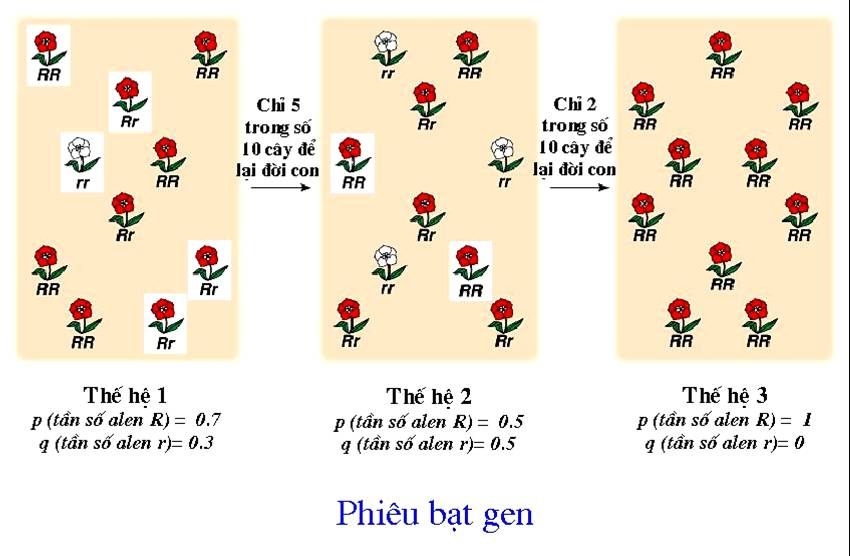 RR
RR
Rr
rr
RR
Rr
RR
Rr
RR
Rr
Chỉ 5
trong số
10 cây để
lại đời con
rr
RR
Rr
RR
rr
Rr
rr
RR
Rr
Rr
Chỉ 2
trong số
10 cây để
lại đời con
RR
RR
RR
RR
RR
RR
RR
RR
RR
RR
Thế hệ 1
p (tần số alen R) = 0.7
q (tần số alen r)= 0.3
Thế hệ 2
p (tần số alen R) = 0.5
q (tần số alen r)= 0.5
Thế hệ 3
p (tần số alen R) = 1
q (tần số alen r)= 0
Phiêu bạt gen